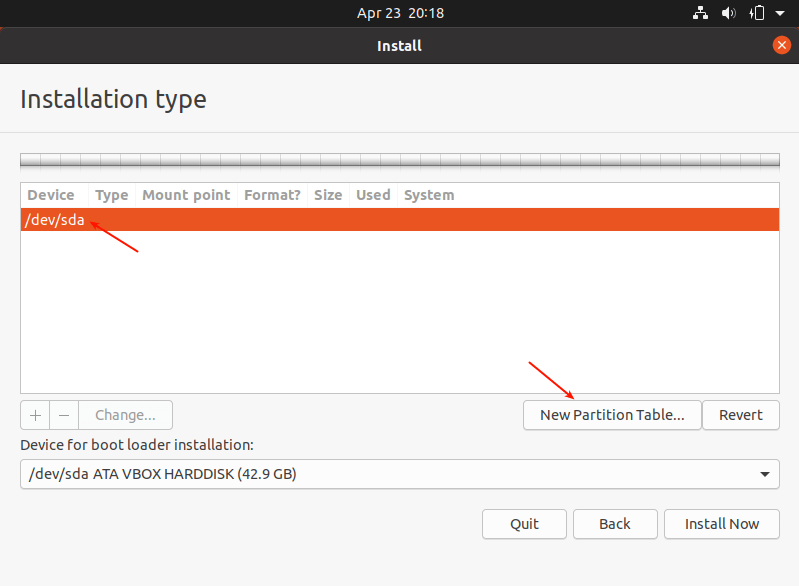 Apr 23 20:18
Install
Installation type
Device Type Mount point Format? Size Used System
/dev/sda
+ − Change... New Partition Table... Revert
Device for boot loader installation:
/dev/sda ATA VBOX HARDDISK (42.9 GB)
Quit Back Install Now